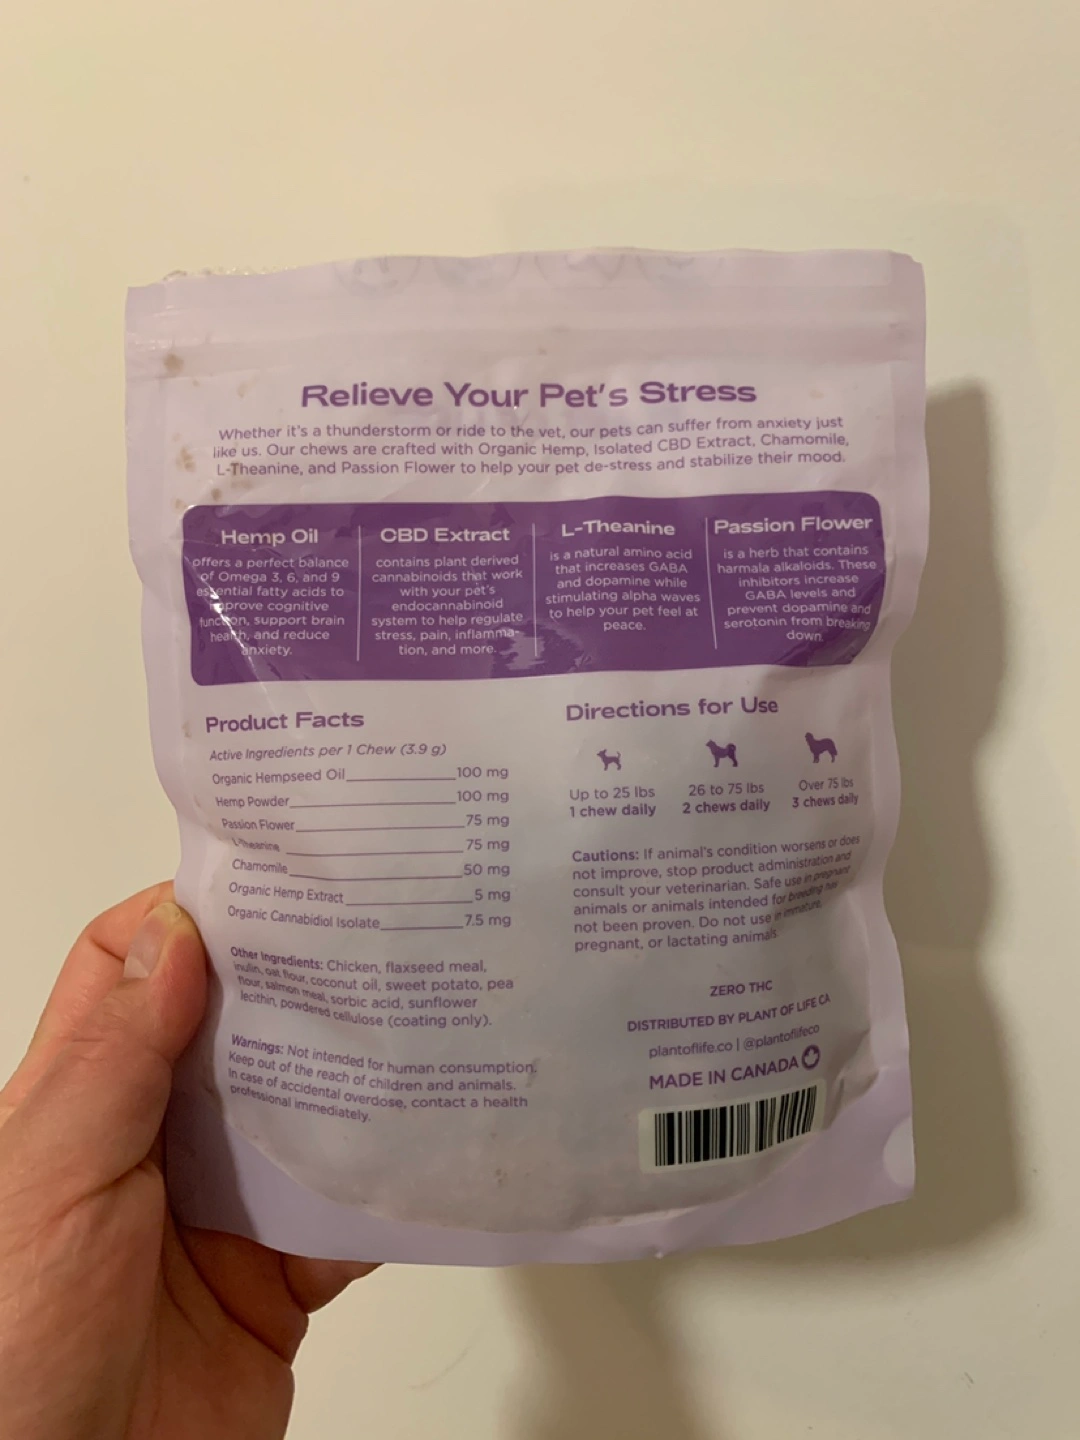 Relieve Your Pet's Stress
Whether it's a thunderstorm or ride to the vet, our pets can suffer from anxiety just
like us. Our chews are crafted with Organic Hemp, Isolated CBD Extract, Chamomile,
L-Theanine, and Passion Flower to help your pet de-stress and stabilize their mood.
Hemp Oil
offers a perfect balance
of Omega 3, 6, and 9
essential fatty acids to
improve cognitive
function, support brain
health, and reduce
anxiety.
CBD Extract
contains plant derived
cannabinoids that work
with your pet's
endocannabinoid
system to help regulate
stress, pain, inflamma-
tion, and more.
L-Theanine
is a natural amino acid
that increases GABA
and dopamine while
stimulating alpha waves
to help your pet feel at
peace.
Passion Flower
is a herb that contains
harmala alkaloids. These
inhibitors increase
GABA levels and
prevent dopamine and
serotonin from breaking
down.
Product Facts
Active Ingredients per 1 Chew (3.9 g)
Organic Hempseed Oil 100 mg
Hemp Powder 100 mg
Passion Flower 75 mg
L-Theanine 75 mg
Chamomile 50 mg
Organic Hemp Extract 5 mg
Organic Cannabidiol Isolate 7.5 mg
Other Ingredients: Chicken, flaxseed meal,
inulin, oat flour, coconut oil, sweet potato, pea
flour, salmon meal, sorbic acid, sunflower
lecithin, powdered cellulose (coating only).
Warnings: Not intended for human consumption.
Keep out of the reach of children and animals.
In case of accidental overdose, contact a health
professional immediately.
Directions for Use
Up to 25 lbs
1 chew daily
26 to 75 lbs
2 chews daily
Over 75 lbs
3 chews daily
Cautions: If animal's condition worsens or does
not improve, stop product administration and
consult your veterinarian. Safe use in pregnant
animals or animals intended for breeding has
not been proven. Do not use in immature,
pregnant, or lactating animals
ZERO THC
DISTRIBUTED BY PLANT OF LIFE CA
plantoflife.co | @plantoflifeco
MADE IN CANADA